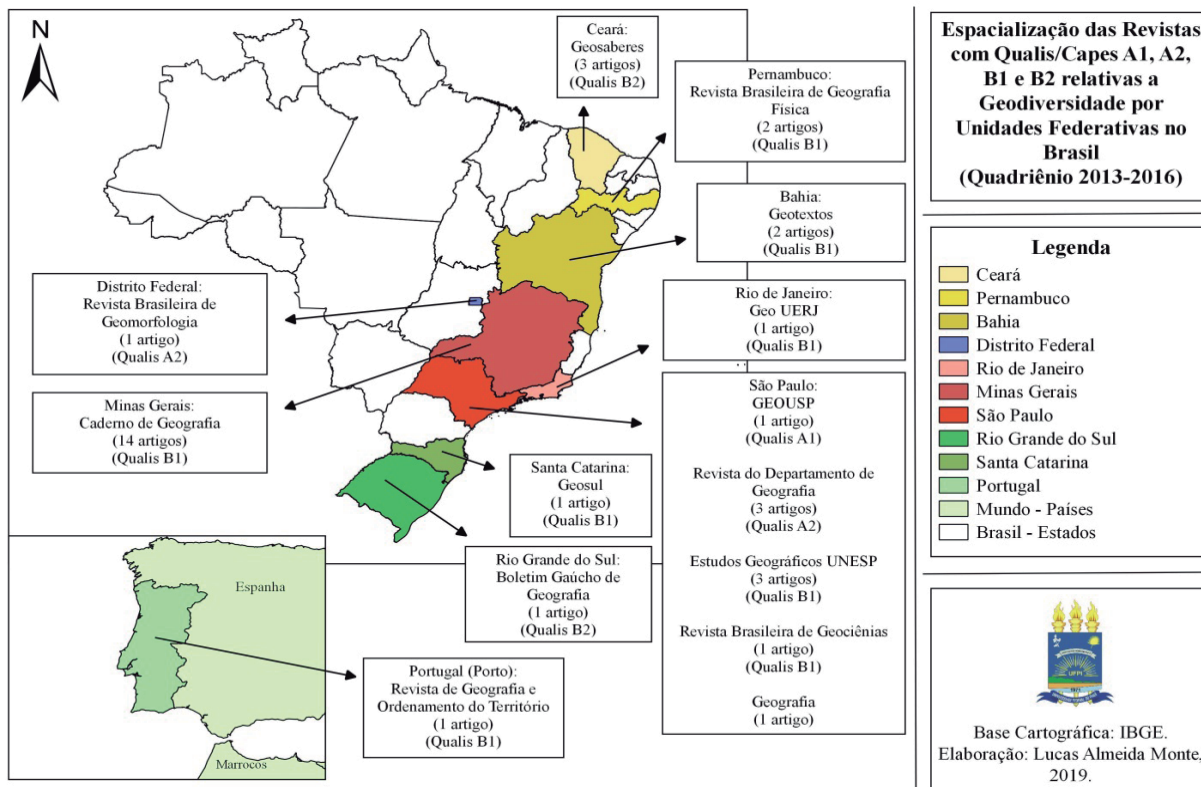 N
Ceará:
Geosaberes
(3 artigos)
(Qualis B2)
Pernambuco:
Revista Brasileira de Geografia
Física
(2 artigos)
(Qualis B1)
Bahia:
Geotextos
(2 artigos)
(Qualis B1)
Distrito Federal:
Revista Brasileira de
Geomorfologia
(1 artigo)
(Qualis A2)
Rio de Janeiro:
Geo UERJ
(1 artigo)
(Qualis B1)
Minas Gerais:
Caderno de Geografia
(14 artigos)
(Qualis B1)
São Paulo:
GEOUSP
(1 artigo)
(Qualis A1)
Revista do Departamento de
Geografia
(3 artigos)
(Qualis A2)
Estudos Geográficos UNESP
(3 artigos)
(Qualis B1)
Revista Brasileira de Geociênias
(1 artigo)
(Qualis B1)
Geografia
(1 artigo)
Santa Catarina:
Geosul
(1 artigo)
(Qualis B1)
Rio Grande do Sul:
Boletim Gaúcho de
Geografia
(1 artigo)
(Qualis B2)
Espanha
Marrocos
Portugal (Porto):
Revista de Geografia e
Ordenamento do Território
(1 artigo)
(Qualis B1)
Espacialização das Revistas
com Qualis/Capes A1, A2,
B1 e B2 relativas a
Geodiversidade por
Unidades Federativas no
Brasil
(Quadriênio 2013-2016)
Legenda
Ceará
Pernambuco
Bahia
Distrito Federal
Rio de Janeiro
Minas Gerais
São Paulo
Rio Grande do Sul
Santa Catarina
Portugal
Mundo - Países
Brasil - Estados
UFPI
Base Cartográfica: IBGE.
Elaboração: Lucas Almeida Monte,
2019.